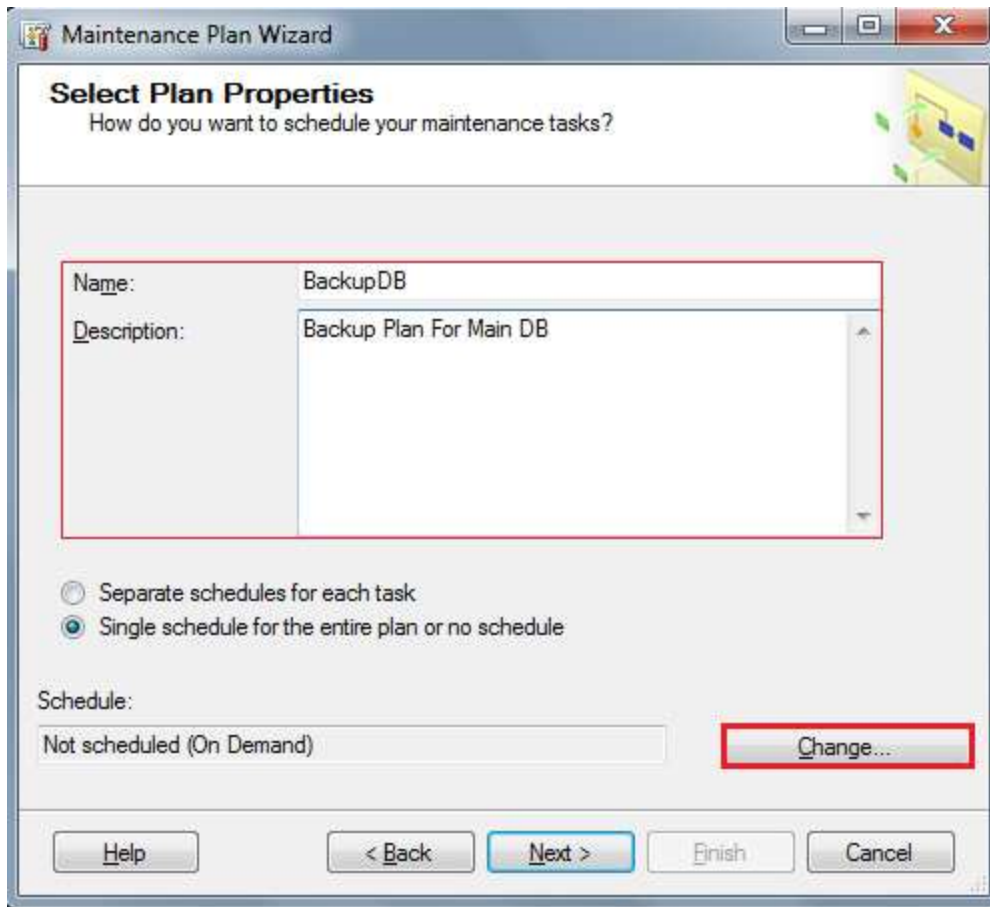 Maintenance Plan Wizard
Select Plan Properties
How do you want to schedule your maintenance tasks?
Name:
BackupDB
Description:
Backup Plan For Main DB
Separate schedules for each task
Single schedule for the entire plan or no schedule
Schedule:
Not scheduled (On Demand)
Change...
Help
< Back
Next >
Finish
Cancel